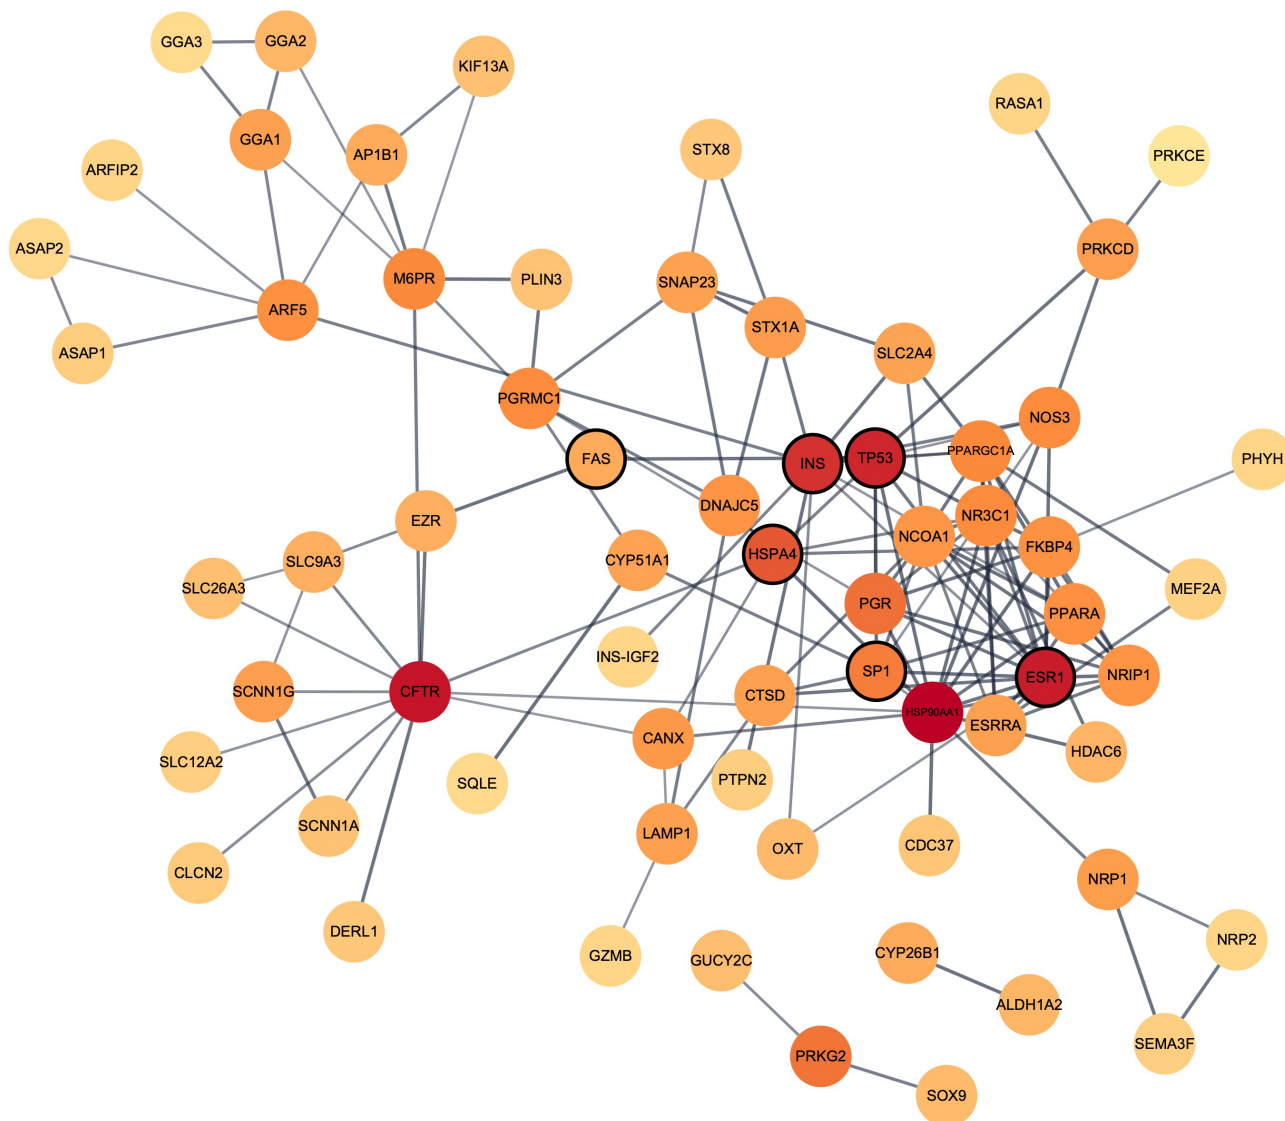 GGA3
GGA2
KIF13A
RASA1
GGA1
AP1B1
STX8
PRKCE
ARFIP2
ASAP2
PRKCD
M6PR
PLIN3
SNAP23
ARF5
STX1A
ASAP1
SLC2A4
PGRMC1
NOS3
FAS
INS
TP53
PPARGC1A
PHYH
DNAJC5
NR3C1
EZR
NCOA1
FKBP4
HSPA4
SLC9A3
CYP51A1
SLC26A3
MEF2A
PGR
PPARA
INS-IGF2
SP1
ESR1
NRIP1
SCNN1G
CFTR
CTSD
HSP90AA1
ESRRA
CANX
HDAC6
SLC12A2
SQLE
PTPN2
SCNN1A
LAMP1
OXT
CDC37
CLCN2
NRP1
DERL1
NRP2
GZMB
GUCY2C
CYP26B1
ALDH1A2
SEMA3F
PRKG2
SOX9